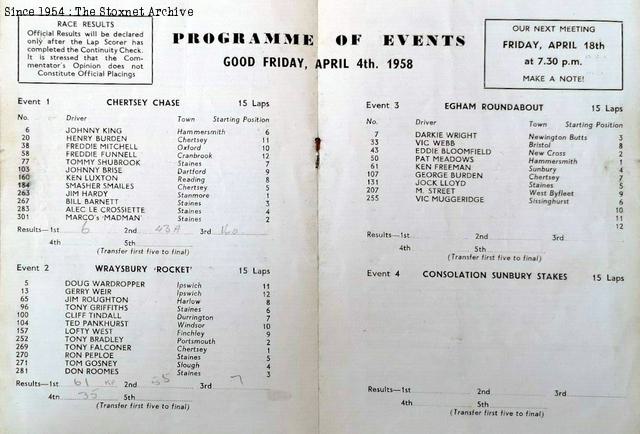 Since 1954 : The Stoxnet Archive
RACE RESULTS
Official Results will be declared
only after the Lap Scorer has
completed the Continuity Check.
It is stressed that the Com-
mentator's Opinion does not
Constitute Official Placings
PROGRAMME OF EVENTS
GOOD FRIDAY, APRIL 4th. 1958
OUR NEXT MEETING
FRIDAY, APRIL 18th
at 7.30 p.m.
MAKE A NOTE!
Event 1 CHERTSEY CHASE 15 Laps
No. Driver Town Starting Position
6 JOHNNY KING Hammersmith 6
20 HENRY BURDEN Chertsey 11
38 FREDDIE MITCHELL Oxford 10
58 FREDDIE FUNNELL Cranbrook 12
77 TOMMY SHUBROOK Staines 7
103 JOHNNY BRISE Dartford 9
160 KEN LUXTON Reading 8
184 SMASHER SMAILES Chertsey 5
263 JIM HARDY Stanmore 1
267 BILL BARNETT Staines 3
283 ALEC LE CROSSIETTE Staines 4
301 MARCO's 'MADMAN' Staines 2
Results—1st 6 2nd 43A 3rd 160
4th 5th
(Transfer first five to final)
Event 2 WRAYSBURY 'ROCKET' 15 Laps
5 DOUG WARDROPPER Ipswich 11
13 GERRY WEIR Ipswich 12
65 JIM ROUGHTON Harlow 8
96 TONY GRIFFITHS Staines 6
100 CLIFF TINDALL Durrington 7
104 TED PANKHURST Windsor 10
157 LOFTY WEST Finchley 9
252 TONY BRADLEY Portsmouth 2
269 TONY FALCONER Chertsey 1
270 RON PEPLOE Staines 5
271 TOM GOSNEY Slough 4
281 DON ROOMES Staines 3
Results—1st 61 2nd 55 3rd 7
4th 35 5th
(Transfer first five to final)
Event 3 EGHAM ROUNDABOUT 15 Laps
No. Driver Town Starting Position
7 DARKIE WRIGHT Newington Butts 3
33 VIC WEBB Bristol 8
43 EDDIE BLOOMFIELD New Cross 2
50 PAT MEADOWS Hammersmith 1
61 KEN FREEMAN Sunbury 4
107 GEORGE BURDEN Chertsey 7
131 JOCK LLOYD Staines 5
207 M. STREET West Byfleet 9
255 VIC MUGGERIDGE Sissinghurst 6
10
11
12
Results—1st 2nd 3rd
4th 5th
(Transfer first five to final)
Event 4 CONSOLATION SUNBURY STAKES 15 Laps
Results—1st 2nd 3rd
4th 5th
(Transfer first five to final)